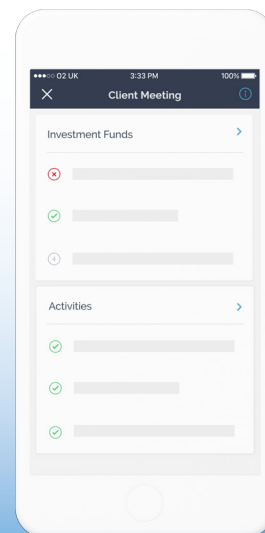 ●●●○○ O2 UK 3:33 PM 100%
Client Meeting
Investment Funds
Activities